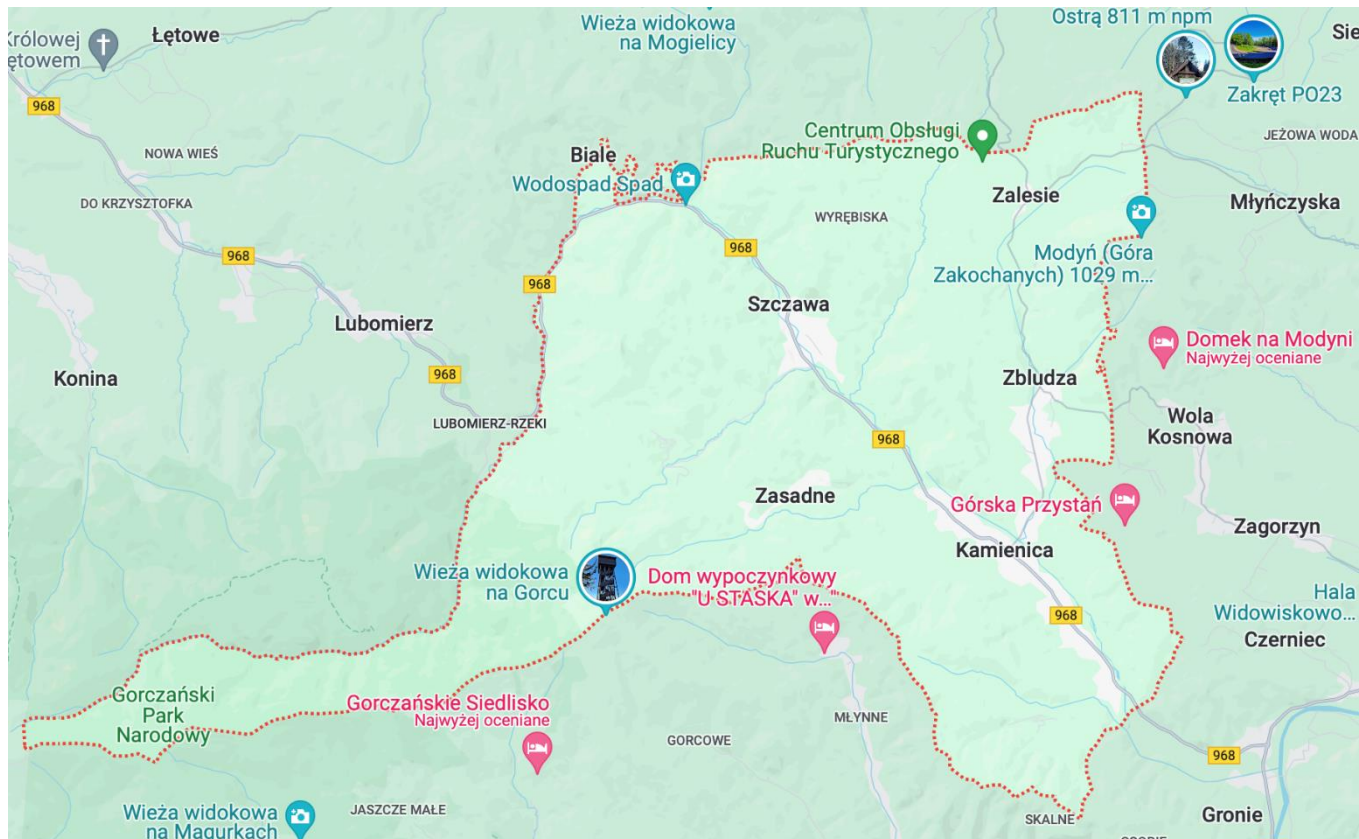 Królowej
ętowem
Łętowe
Wieża widokowa
na Mogielicy
Ostrą 811 m npm
Sie
Zakręt PO23
968
JEŻOWA WODA
Centrum Obsługi
Ruchu Turystycznego
NOWA WIEŚ
Biale
Wodospad Spad
Zalesie
Młyńczyska
DO KRZYSZTOFKA
WYRĘBISKA
968
968
Modyń (Góra
Zakochanych) 1029 m...
968
Szczawa
Lubomierz
Domek na Modyni
Najwyżej oceniane
Konina
968
Zbludza
Wola
Kosnowa
LUBOMIERZ-RZEKI
968
Zasadne
Górska Przystań
Zagorzyn
Kamienica
Wieża widokowa
na Gorcu
Dom wypoczynkowy
"U STASKA" w..."
Hala
Widowiskowo...
968
Czerniec
Gorczański
Park
Narodowy
Gorczańskie Siedlisko
Najwyżej oceniane
MŁYNNE
GORCOWE
968
Wieża widokowa
na Magurkach
JASZCZE MAŁE
SKALNE
Gronie